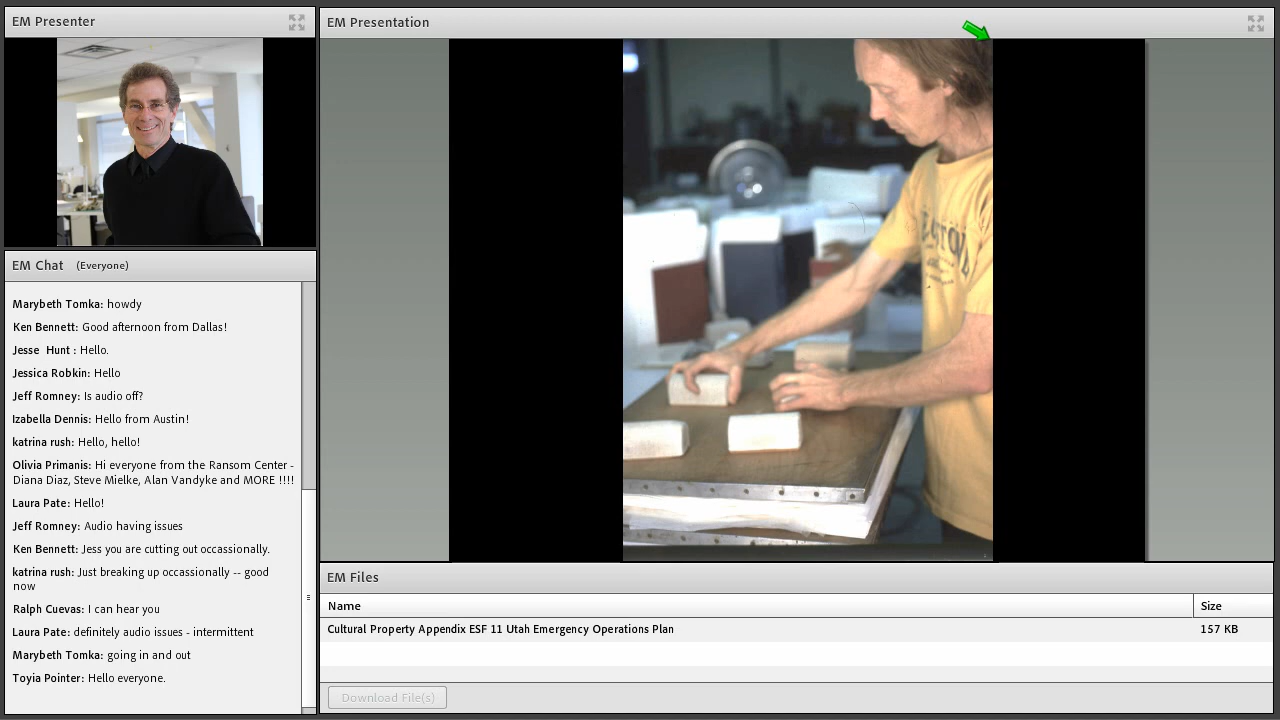 EM Presenter
EM Presentation
EM Chat (Everyone)
Marybeth Tomka: howdy
Ken Bennett: Good afternoon from Dallas!
Jesse Hunt : Hello.
Jessica Robkin: Hello
Jeff Romney: Is audio off?
Izabella Dennis: Hello from Austin!
katrina rush: Hello, hello!
Olivia Primanis: Hi everyone from the Ransom Center -
Diana Diaz, Steve Mielke, Alan Vandyke and MORE !!!!
Laura Pate: Hello!
Jeff Romney: Audio having issues
Ken Bennett: Jess you are cutting out occassionally.
katrina rush: Just breaking up occassionally -- good
now
Ralph Cuevas: I can hear you
Laura Pate: definitely audio issues - intermittent
Marybeth Tomka: going in and out
Toyia Pointer: Hello everyone.
EM Files
Name Size
Cultural Property Appendix ESF 11 Utah Emergency Operations Plan 157 KB
Download File(s)